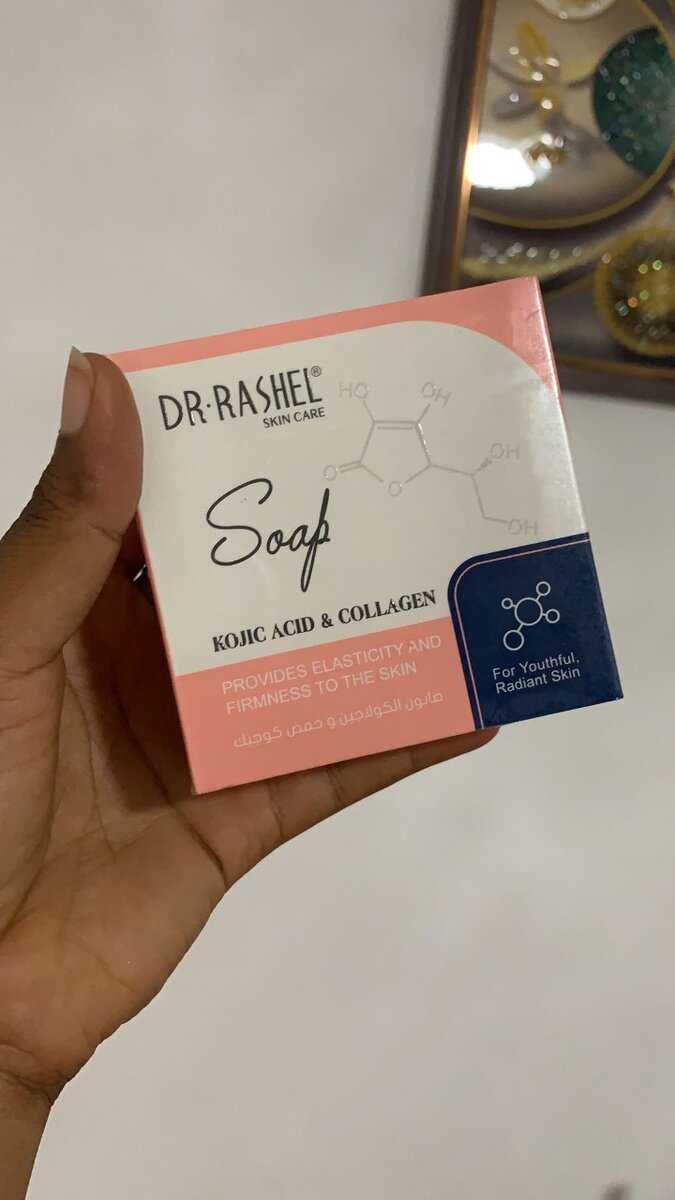 DR·RASHEL®
SKIN CARE
HO
OH
OH
O
O
OH
Soap
KOJIC ACID & COLLAGEN
PROVIDES ELASTICITY AND
FIRMNESS TO THE SKIN
صابون الكولاجين و حمض كوجيك
For Youthful,
Radiant Skin